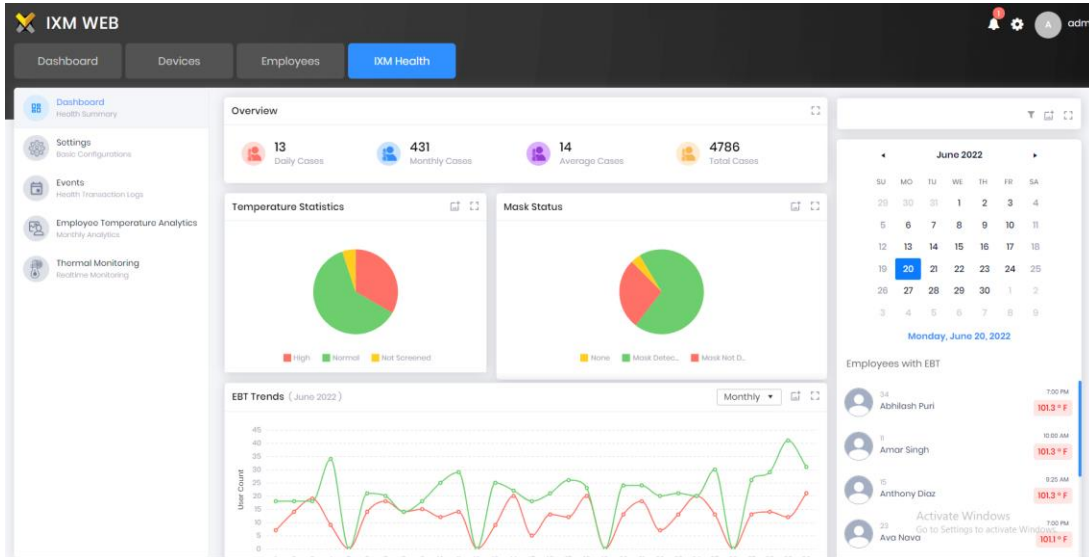 IXM WEB
1
A
adm
Dashboard
Devices
Employees
IXM Health
Dashboard
Health Summary
Settings
Basic Configurations
Events
Health Transaction Logs
Employee Temperature Analytics
Monthly Analytics
Thermal Monitoring
Realtime Monitoring
Overview
13
Daily Cases
431
Monthly Cases
14
Average Cases
4786
Total Cases
Temperature Statistics
High Normal Not Screened
Mask Status
None Mask Detec.. Mask Not D..
EBT Trends (June 2022)
Monthly
User Count
45
40
35
30
25
20
15
10
5
0
June 2022
SU MO TU WE TH FR SA
29 30 31 1 2 3 4
5 6 7 8 9 10 11
12 13 14 15 16 17 18
19 20 21 22 23 24 25
26 27 28 29 30 1 2
3 4 5 6 7 8 9
Monday, June 20, 2022
Employees with EBT
34
Abhilash Puri
7:00 PM
101.3 ° F
11
Amar Singh
10:00 AM
101.3 ° F
15
Anthony Diaz
9:25 AM
101.3 ° F
23
Ava Nava
7:00 PM
101.1 ° F
Activate Windows
Go to Settings to activate Windows.